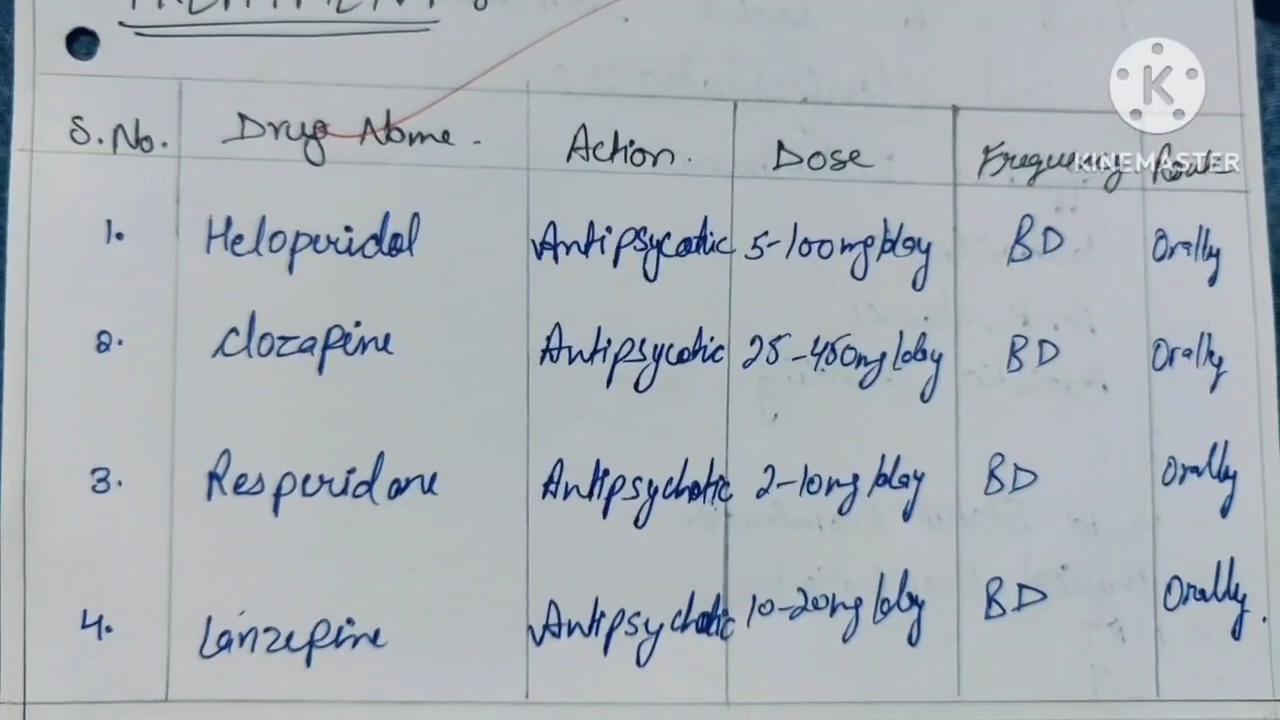 TREATMENT
S. No. Drug Name. Action. Dose Frequency Route
KINEMASTER
1. Heloperidol Antipsycotic 5-100mg/day BD Orally
2. Clozapine Antipsycotic 25-450mg/day BD Orally
3. Resperidone Antipsychotic 2-10mg/day BD Orally
4. Lanzepine Antipsychotic 10-20mg/day BD Orally.